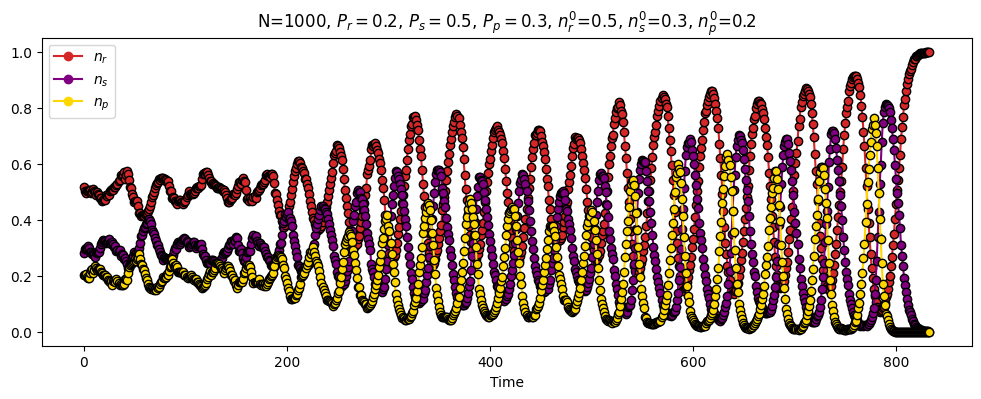 N=1000, $P_r = 0.2$, $P_s = 0.5$, $P_p = 0.3$, $n_r^0$=0.5, $n_s^0$=0.3, $n_p^0$=0.2
1.0
0.8
0.6
0.4
0.2
0.0
$n_r$
$n_s$
$n_p$
0
200
400
600
800
Time